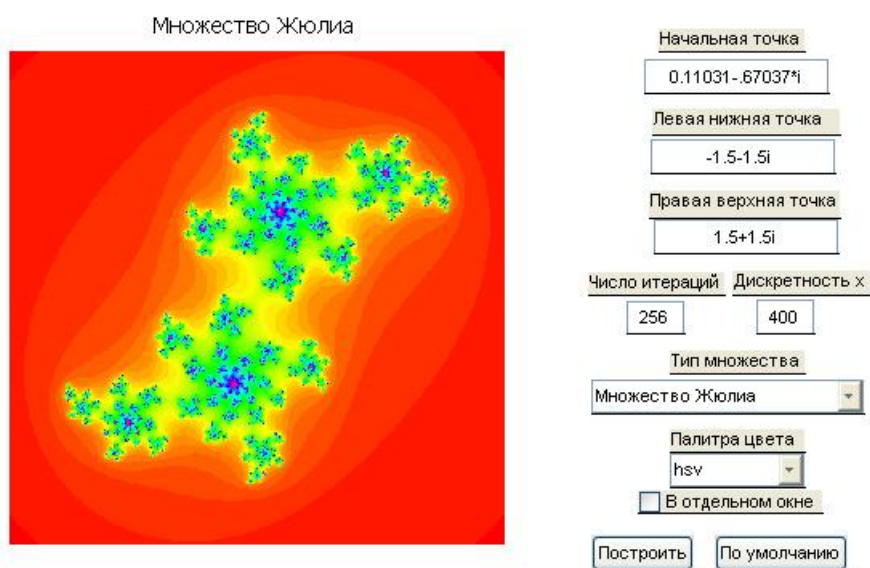 Множество Жюлиа
Начальная точка
0.11031-.67037*i
Левая нижняя точка
-1.5-1.5i
Правая верхняя точка
1.5+1.5i
Число итераций Дискретность x
256 400
Тип множества
Множество Жюлиа
Палитра цвета
hsv
В отдельном окне
Построить По умолчанию